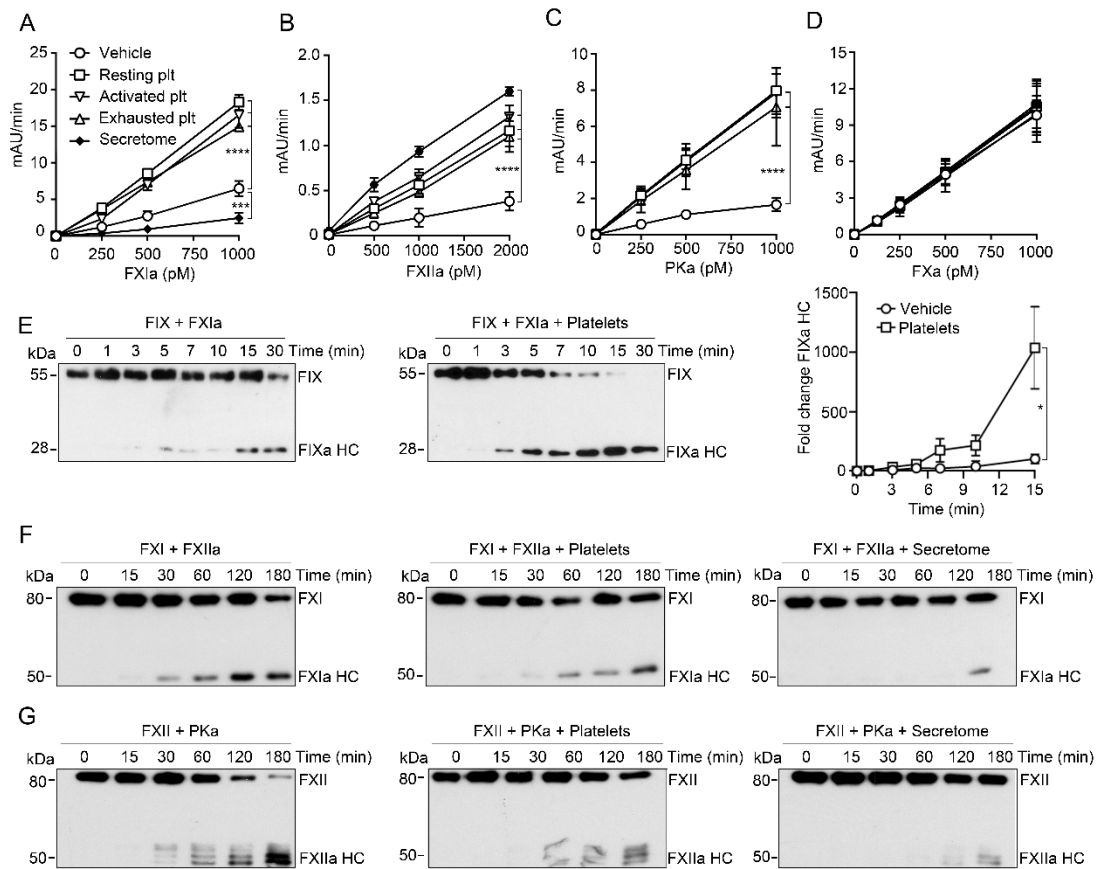 A
B
C
D
25
20
15
10
5
0
mAU/min
Vehicle
Resting plt
Activated plt
Exhausted plt
Secretome
****
***
0 250 500 1000
FXIa (pM)
2.0
1.5
1.0
0.5
0.0
mAU/min
****
0 500 1000 2000
FXIIa (pM)
10
8
6
4
2
0
mAU/min
****
0 250 500 1000
PKa (pM)
15
12
9
6
3
0
mAU/min
0 250 500 1000
FXa (pM)
E
FIX + FXIa
kDa 0 1 3 5 7 10 15 30 Time (min)
55- FIX
28- FIXa HC
FIX + FXIa + Platelets
kDa 0 1 3 5 7 10 15 30 Time (min)
55- FIX
28- FIXa HC
Fold change FIXa HC
1500
1000
500
0
Vehicle
Platelets
*
0 3 6 9 12 15
Time (min)
F
FXI + FXIIa
kDa 0 15 30 60 120 180 Time (min)
80- FXI
50- FXIa HC
FXI + FXIIa + Platelets
kDa 0 15 30 60 120 180 Time (min)
80- FXI
50- FXIa HC
FXI + FXIIa + Secretome
kDa 0 15 30 60 120 180 Time (min)
80- FXI
50- FXIa HC
G
FXII + PKa
kDa 0 15 30 60 120 180 Time (min)
80- FXII
50- FXIIa HC
FXII + PKa + Platelets
kDa 0 15 30 60 120 180 Time (min)
80- FXII
50- FXIIa HC
FXII + PKa + Secretome
kDa 0 15 30 60 120 180 Time (min)
80- FXII
50- FXIIa HC